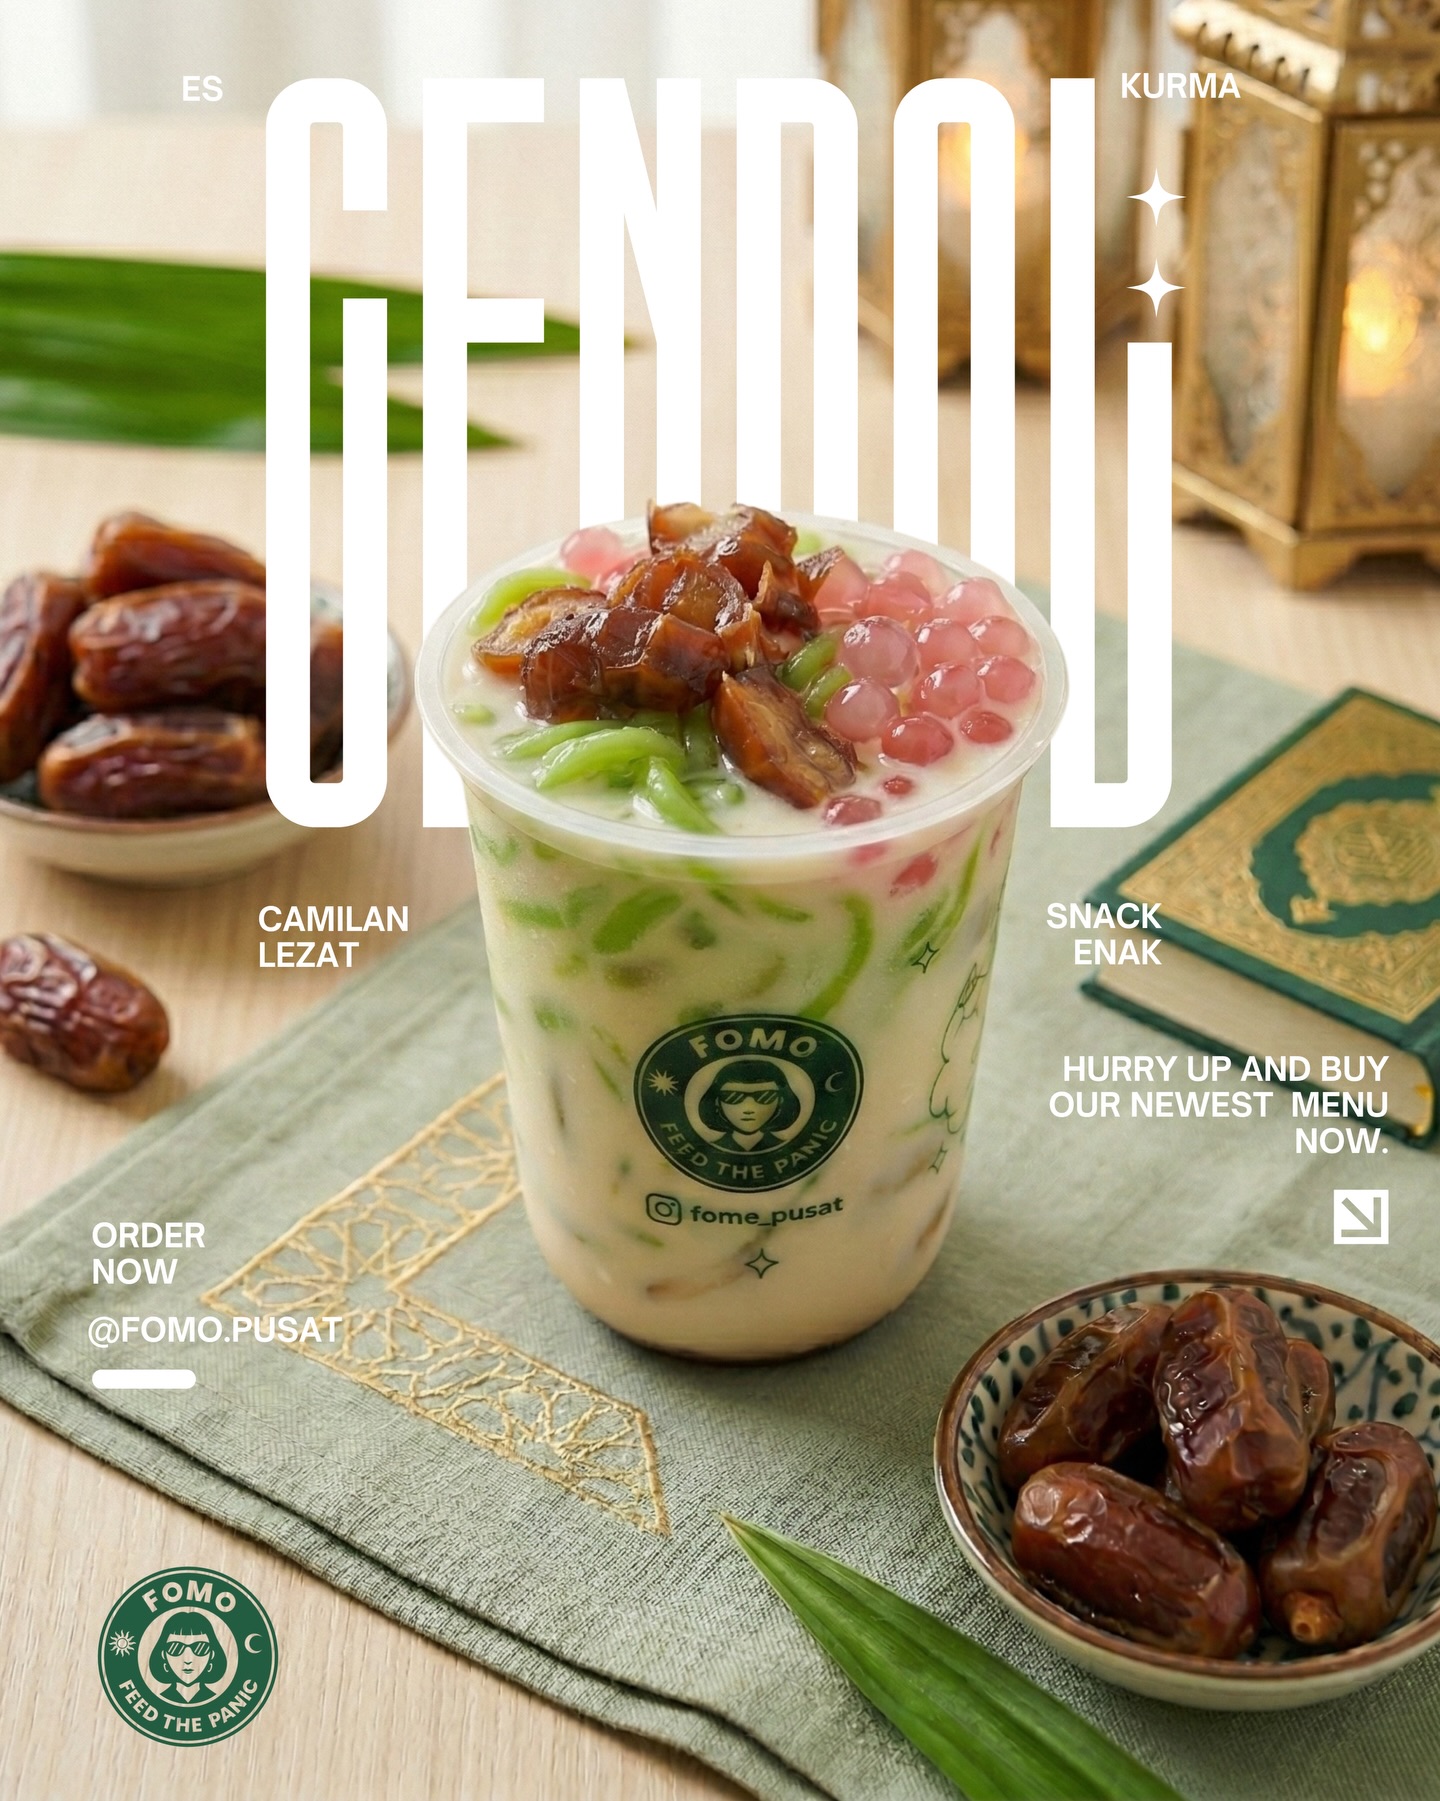 ES
CENDOL
KURMA
CAMILAN
LEZAT
SNACK
ENAK
FOMO
FEED THE PANIC
fome_pusat
HURRY UP AND BUY
OUR NEWEST MENU
NOW.
ORDER
NOW
@FOMO.PUSAT
FOMO
FEED THE PANIC